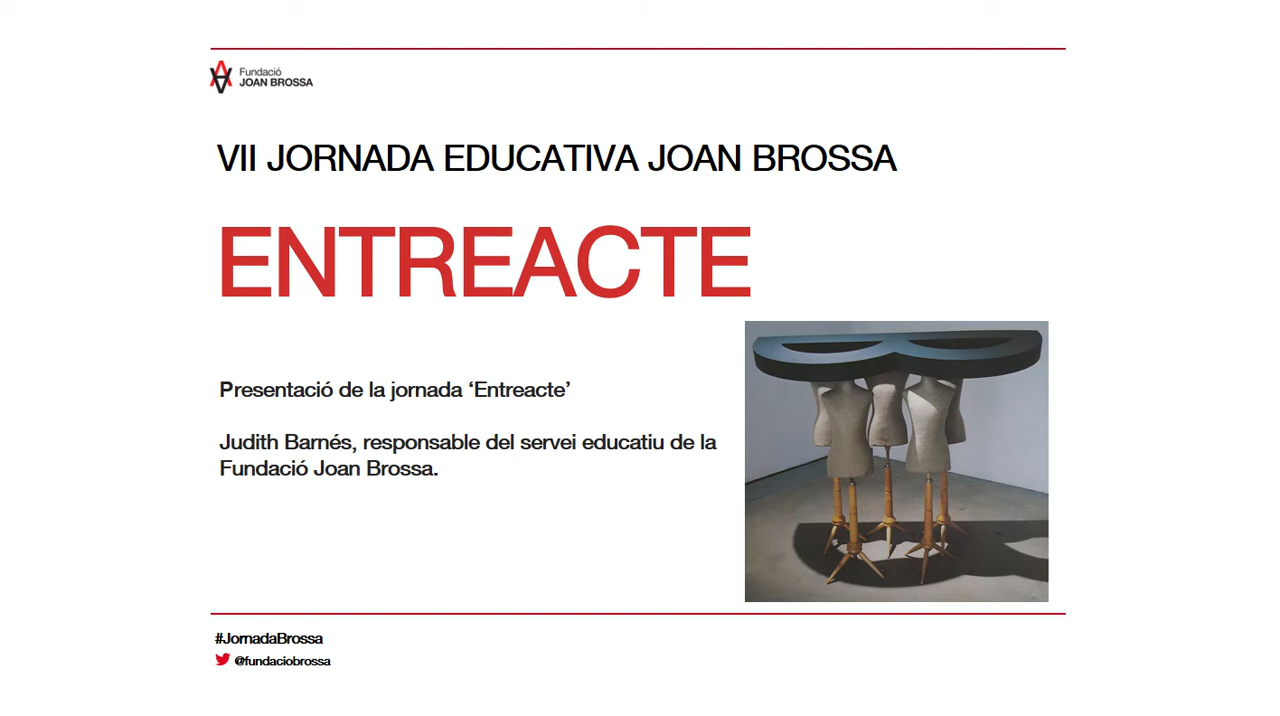 Fundació
JOAN BROSSA
VII JORNADA EDUCATIVA JOAN BROSSA
ENTREACTE
Presentació de la jornada ‘Entreacte’
Judith Barnés, responsable del servei educatiu de la
Fundació Joan Brossa.
#JornadaBrossa
@fundaciobrossa